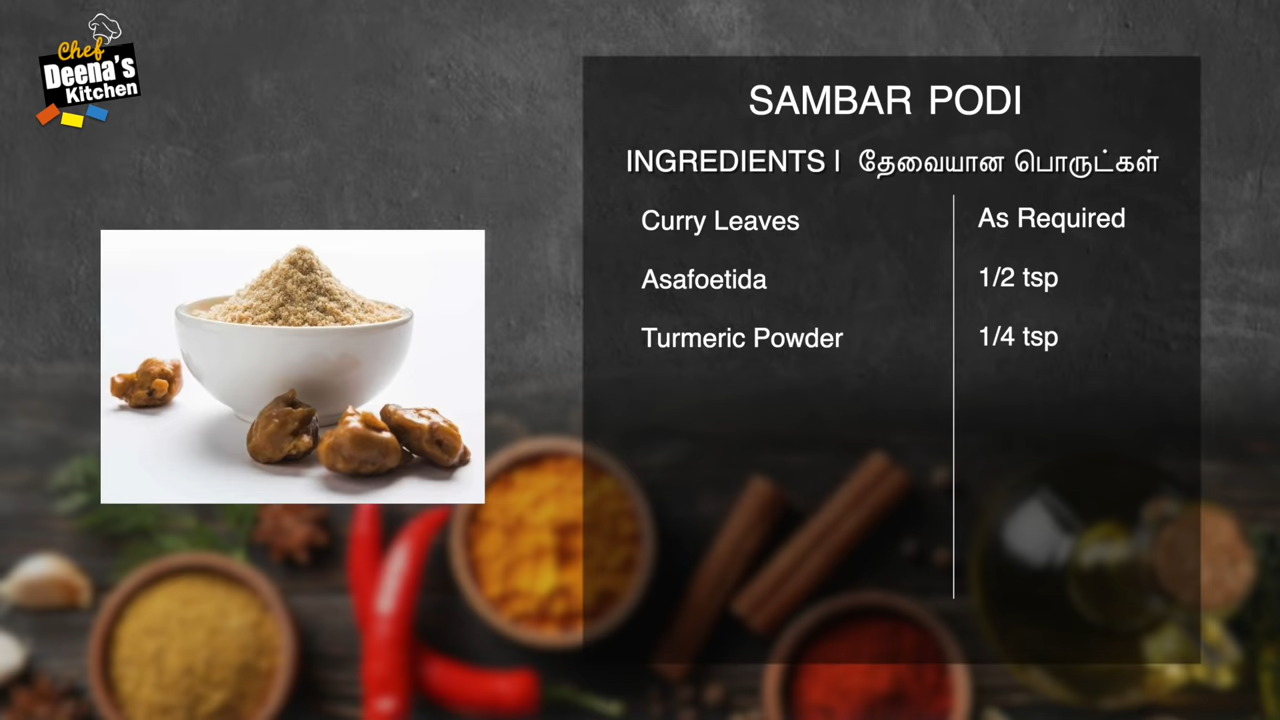 Chef
Deena's
Kitchen
SAMBAR PODI
INGREDIENTS | தேவையான பொருட்கள்
Curry Leaves As Required
Asafoetida 1/2 tsp
Turmeric Powder 1/4 tsp